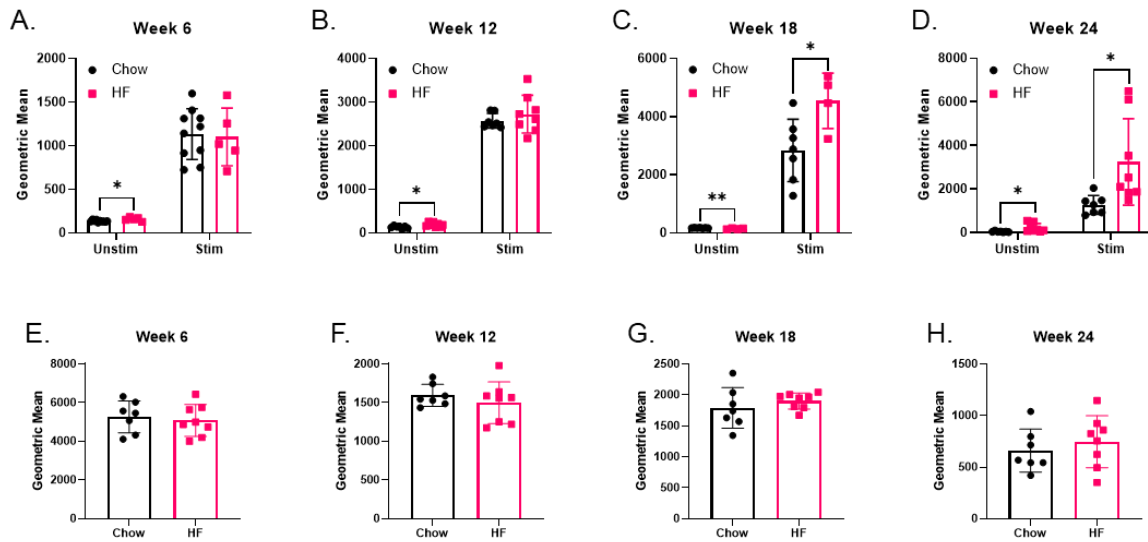 A.
Week 6
Geometric Mean
2000
1500
1000
500
0
Chow
HF
*
Unstim
Stim
B.
Week 12
Geometric Mean
4000
3000
2000
1000
0
Chow
HF
*
Unstim
Stim
C.
Week 18
Geometric Mean
6000
4000
2000
0
Chow
HF
**
*
Unstim
Stim
D.
Week 24
Geometric Mean
8000
6000
4000
2000
0
Chow
HF
*
*
Unstim
Stim
E.
Week 6
Geometric Mean
8000
6000
4000
2000
0
Chow
HF
F.
Week 12
Geometric Mean
2000
1500
1000
500
0
Chow
HF
G.
Week 18
Geometric Mean
2500
2000
1500
1000
500
0
Chow
HF
H.
Week 24
Geometric Mean
1500
1000
500
0
Chow
HF